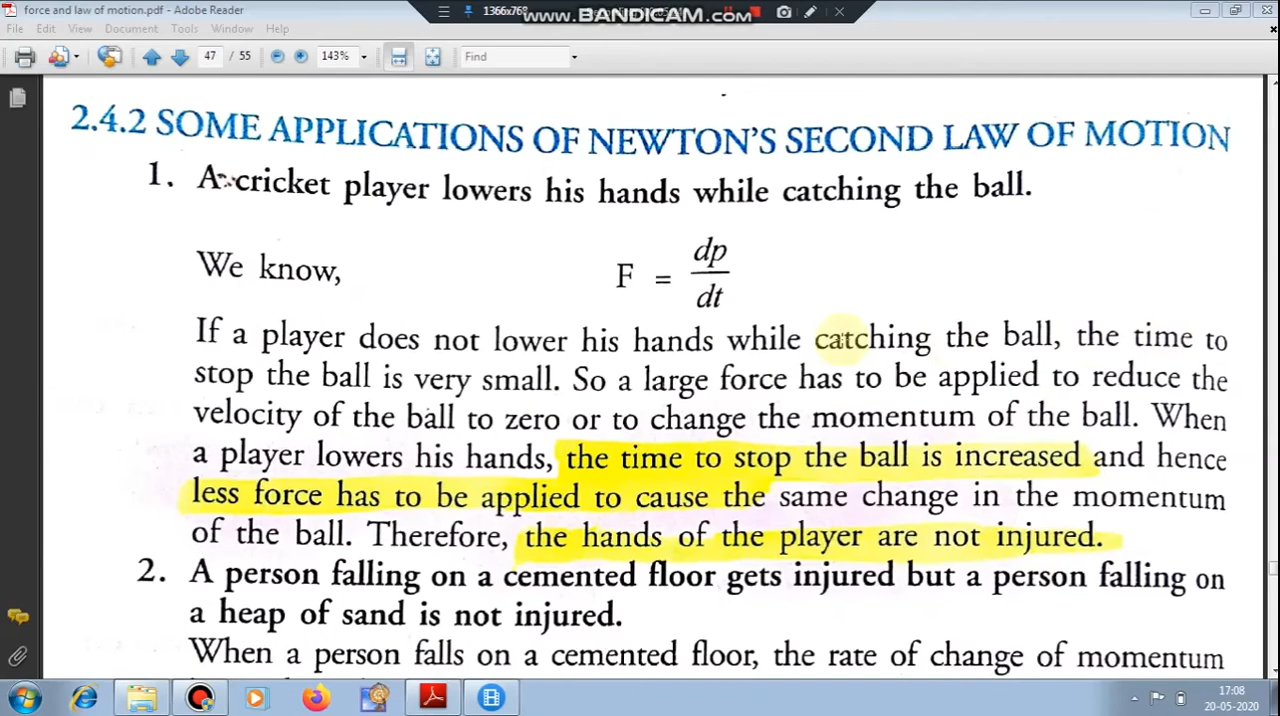 force and law of motion.pdf - Adobe Reader
1366x768
www.BANDICAM.com
File Edit View Document Tools Window Help
47 / 55 143% Find
2.4.2 SOME APPLICATIONS OF NEWTON'S SECOND LAW OF MOTION
1. A cricket player lowers his hands while catching the ball.
We know, F = dp/dt
If a player does not lower his hands while catching the ball, the time to
stop the ball is very small. So a large force has to be applied to reduce the
velocity of the ball to zero or to change the momentum of the ball. When
a player lowers his hands, the time to stop the ball is increased and hence
less force has to be applied to cause the same change in the momentum
of the ball. Therefore, the hands of the player are not injured.
2. A person falling on a cemented floor gets injured but a person falling on
a heap of sand is not injured.
When a person falls on a cemented floor, the rate of change of momentum
17:08
20-05-2020